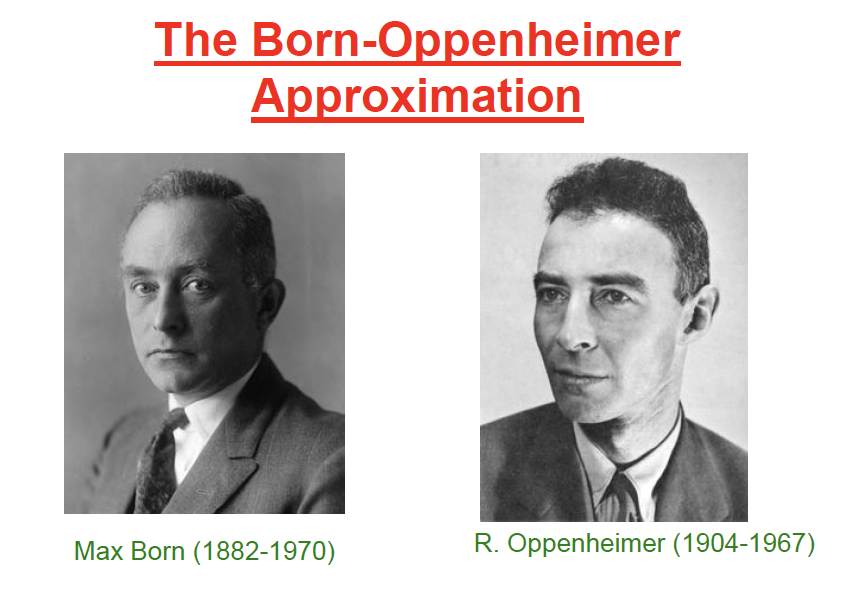 The Born-Oppenheimer
Approximation
Max Born (1882-1970)
R. Oppenheimer (1904-1967)